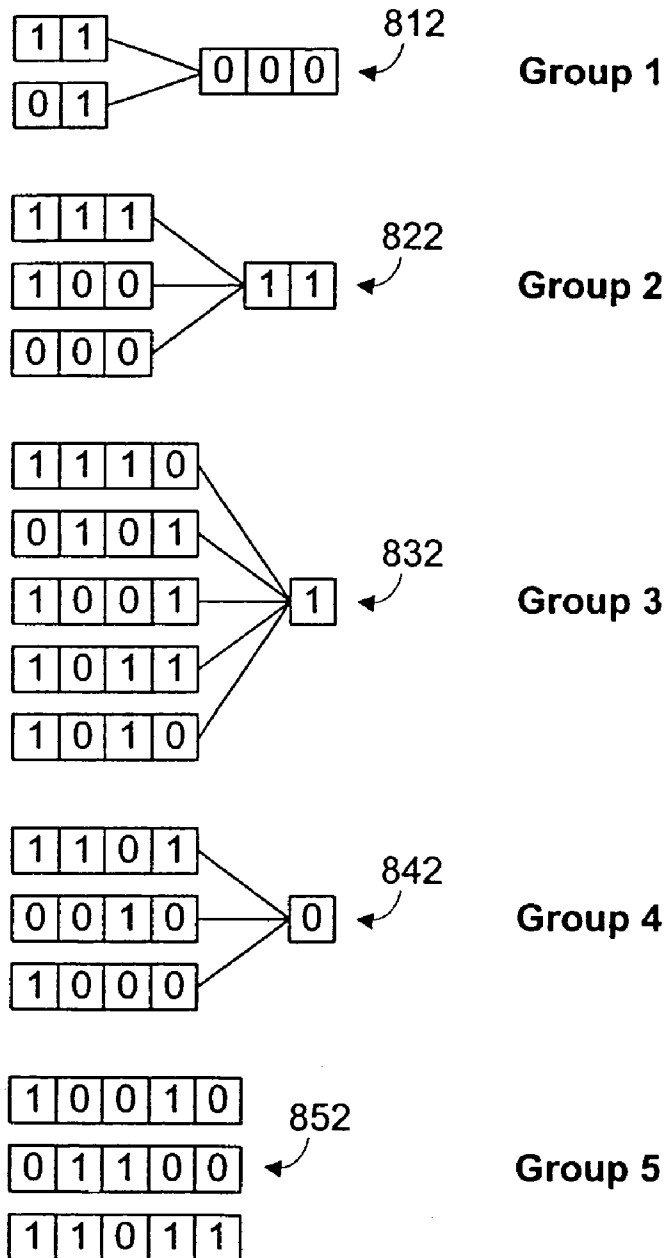 812
1 1
0 0 0 Group 1
0 1
1 1 1
822
1 0 0 1 1 Group 2
0 0 0
1 1 1 0
0 1 0 1
832
1 0 0 1 1 Group 3
1 0 1 1
1 0 1 0
1 1 0 1
842
0 0 1 0 0 Group 4
1 0 0 0
1 0 0 1 0
852
0 1 1 0 0 Group 5
1 1 0 1 1